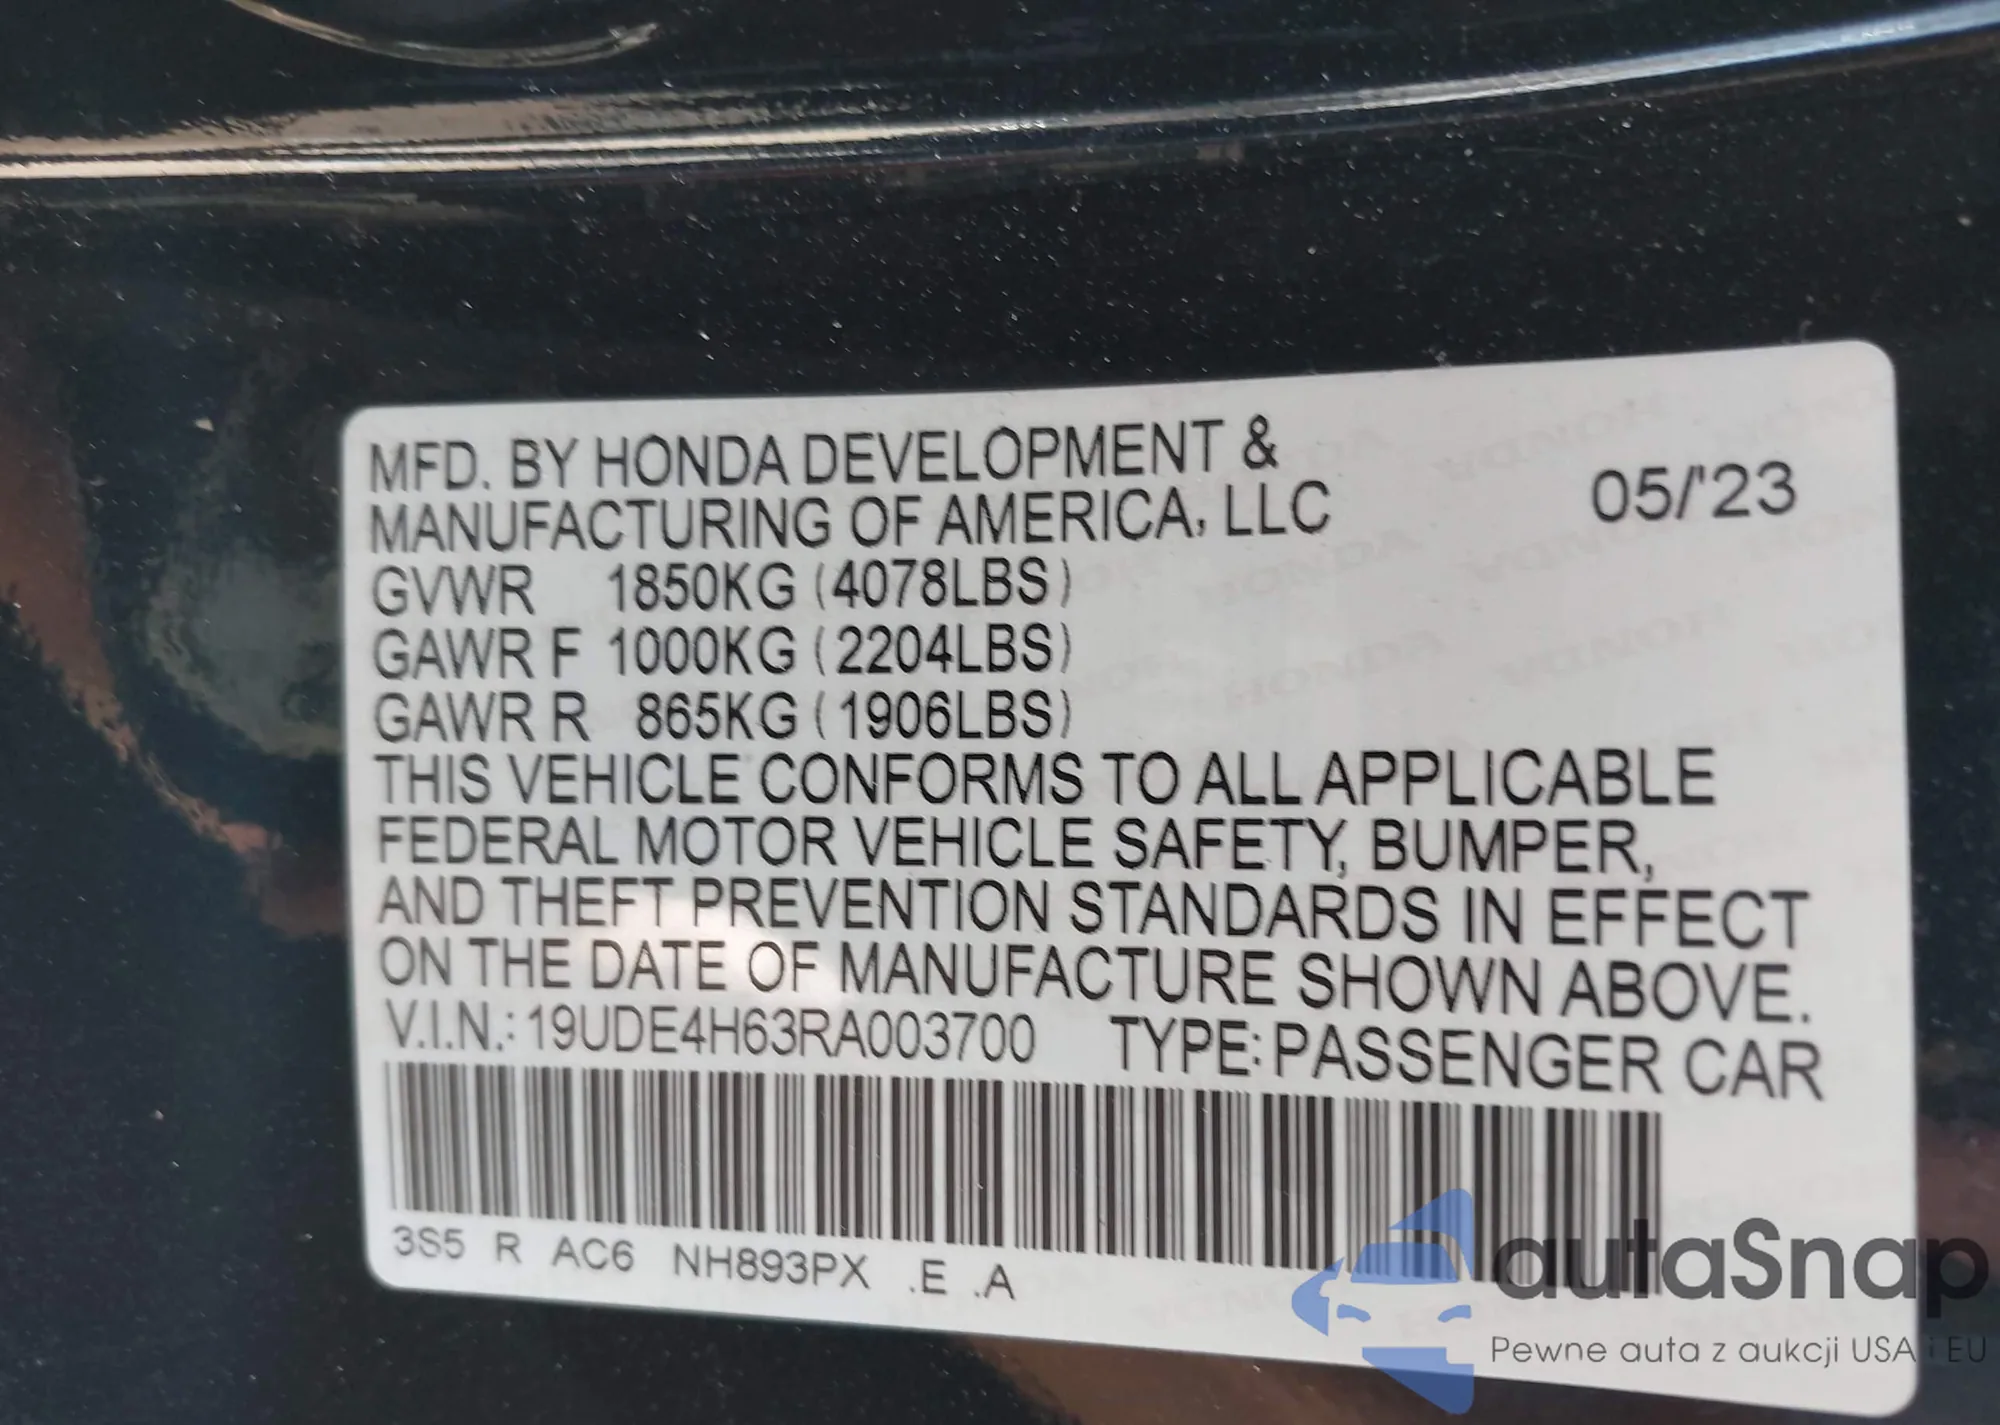 MFD. BY HONDA DEVELOPMENT &
MANUFACTURING OF AMERICA, LLC 05/'23
GVWR 1850KG (4078LBS)
GAWR F 1000KG (2204LBS)
GAWR R 865KG (1906LBS)
THIS VEHICLE CONFORMS TO ALL APPLICABLE
FEDERAL MOTOR VEHICLE SAFETY, BUMPER,
AND THEFT PREVENTION STANDARDS IN EFFECT
ON THE DATE OF MANUFACTURE SHOWN ABOVE.
V.I.N.: 19UDE4H63RA003700 TYPE: PASSENGER CAR
3S5 R AC6 NH893PX .E .A
autaSnap
Pewne auta z aukcji USA i EU